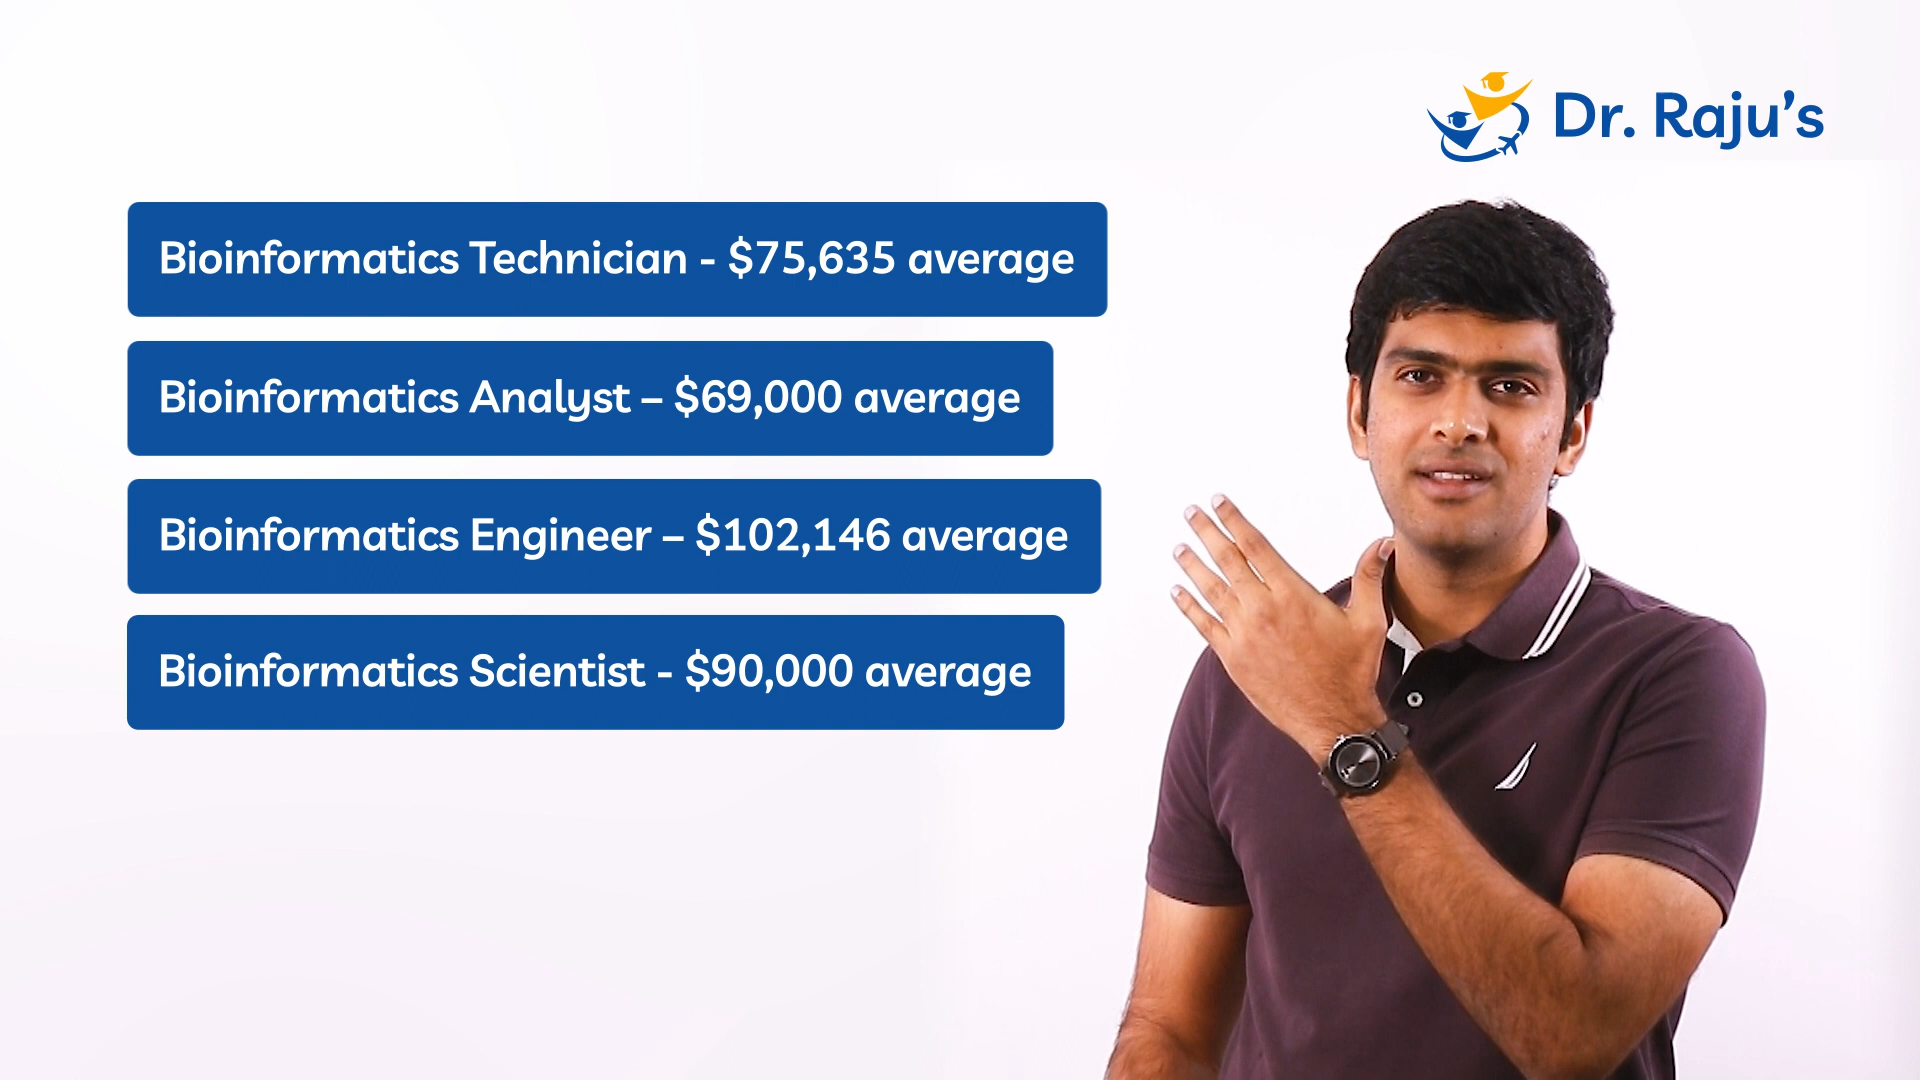 Dr. Raju's
Bioinformatics Technician - $75,635 average
Bioinformatics Analyst – $69,000 average
Bioinformatics Engineer – $102,146 average
Bioinformatics Scientist - $90,000 average